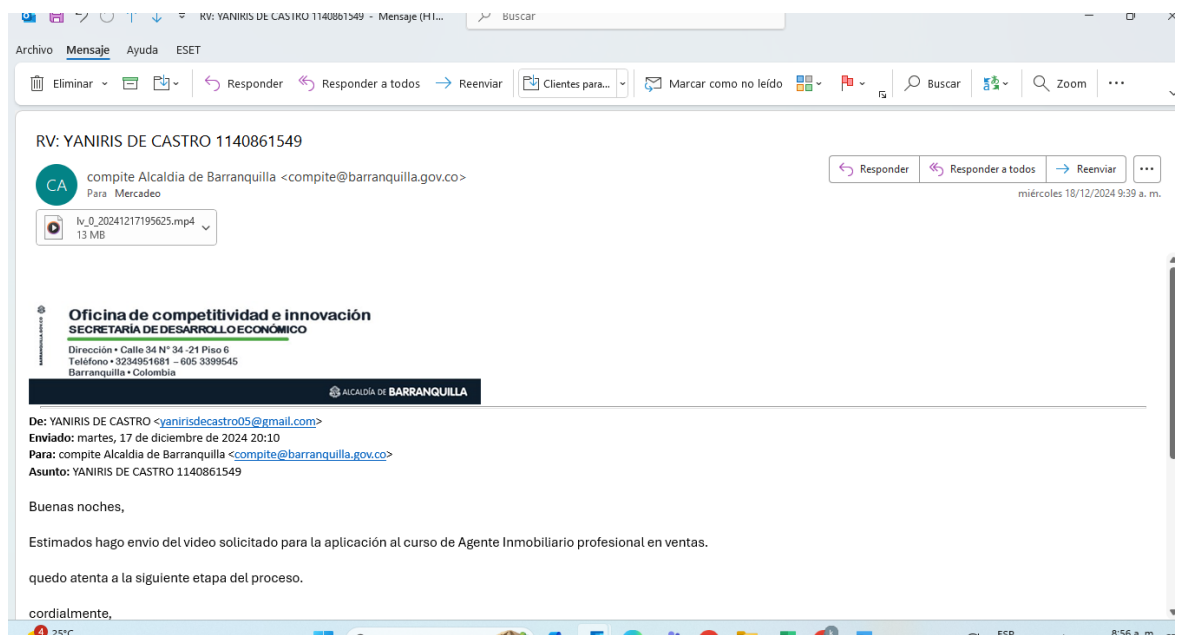 RV: YANIRIS DE CASTRO 1140861549 - Mensaje (HT...
Buscar
Archivo Mensaje Ayuda ESET
Eliminar Responder Responder a todos Reenviar Clientes para... Marcar como no leído Buscar Zoom ...
RV: YANIRIS DE CASTRO 1140861549
CA
compite Alcaldia de Barranquilla <compite@barranquilla.gov.co>
Para Mercadeo
Responder Responder a todos Reenviar ...
miércoles 18/12/2024 9:39 a. m.
lv_0_20241217195625.mp4
13 MB
BARRANQUILLA.GOV.CO
Oficina de competitividad e innovación
SECRETARÍA DE DESARROLLO ECONÓMICO
Dirección • Calle 34 N° 34 -21 Piso 6
Teléfono • 3234951681 – 605 3399545
Barranquilla • Colombia
ALCALDÍA DE BARRANQUILLA
De: YANIRIS DE CASTRO <yanirisdecastro05@gmail.com>
Enviado: martes, 17 de diciembre de 2024 20:10
Para: compite Alcaldia de Barranquilla <compite@barranquilla.gov.co>
Asunto: YANIRIS DE CASTRO 1140861549
Buenas noches,
Estimados hago envio del video solicitado para la aplicación al curso de Agente Inmobiliario profesional en ventas.
quedo atenta a la siguiente etapa del proceso.
cordialmente,
4 25°C
ESP 8:56 a. m.